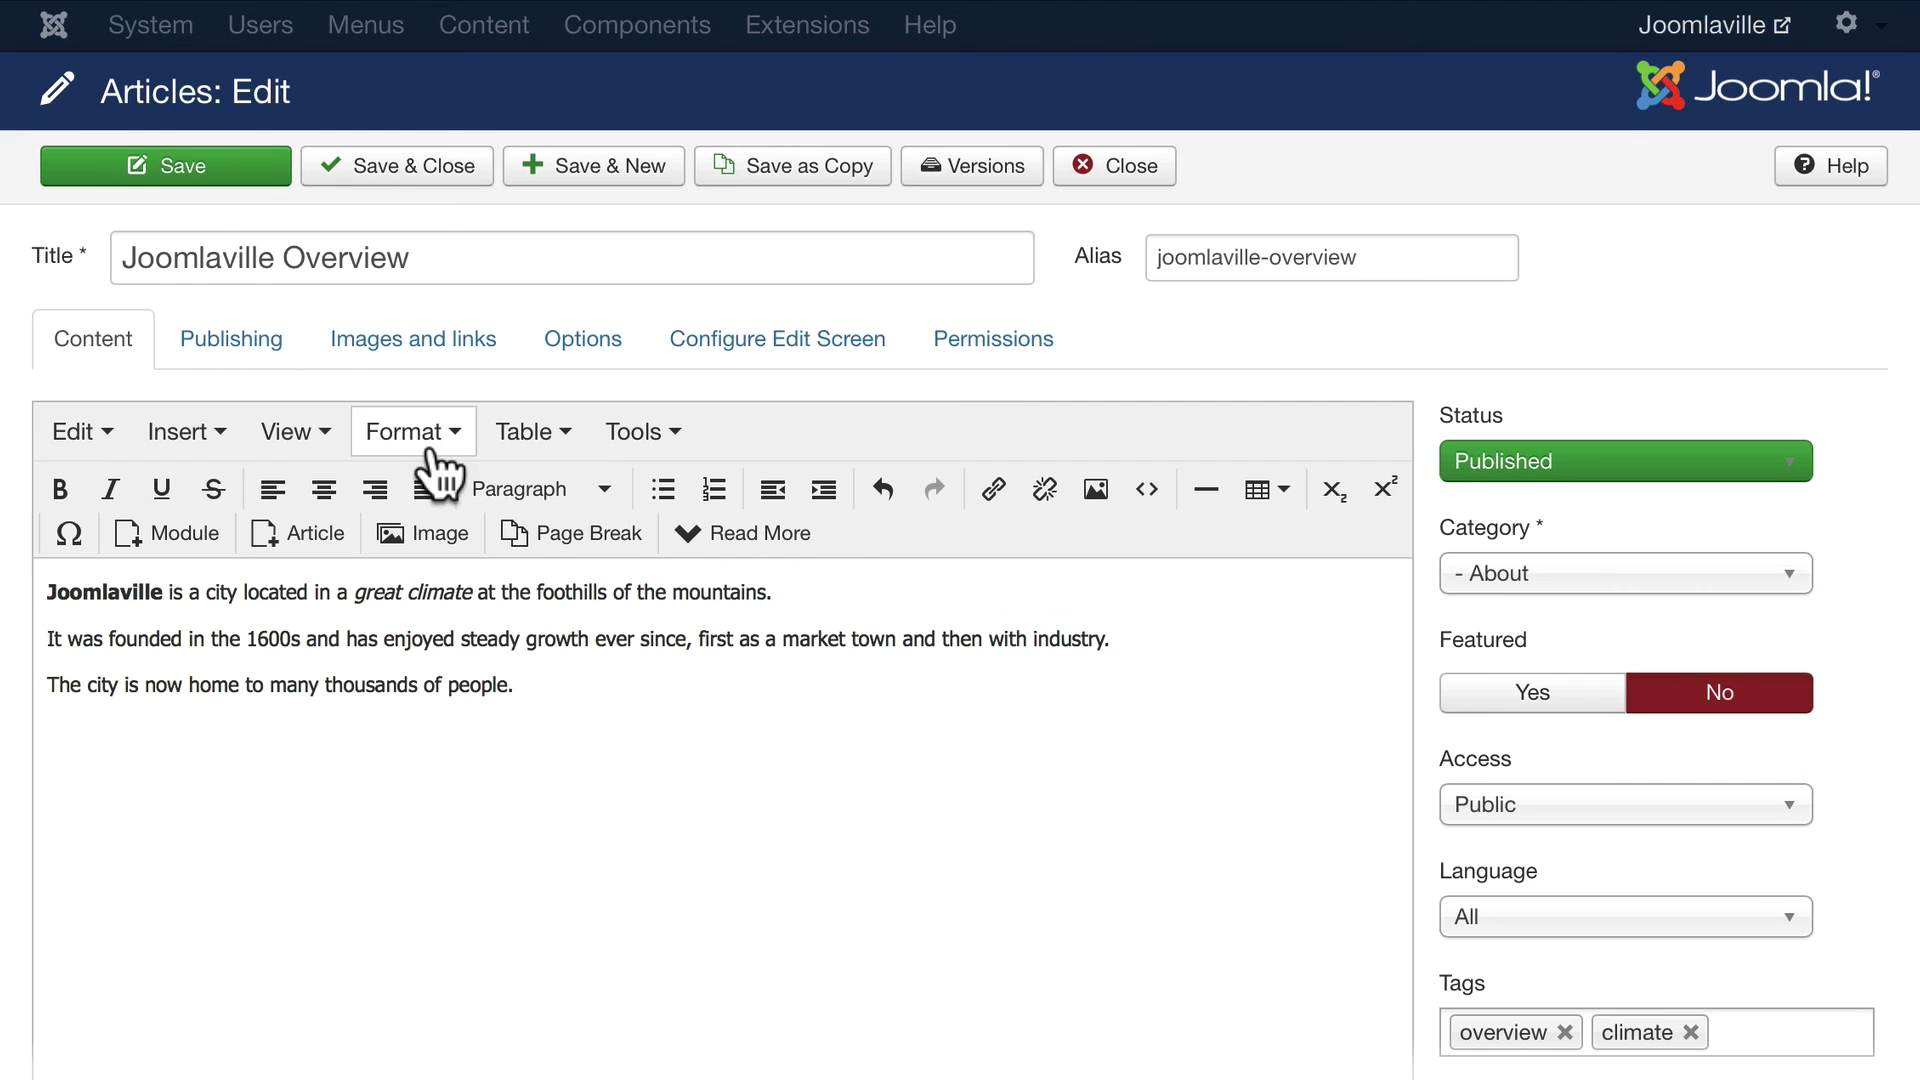 System Users Menus Content Components Extensions Help Joomlaville
Articles: Edit Joomla!®
Save Save & Close Save & New Save as Copy Versions Close Help
Title * Joomlaville Overview Alias joomlaville-overview
Content Publishing Images and links Options Configure Edit Screen Permissions
Edit Insert View Format Table Tools
B I U S Paragraph X₂ X²
Ω Module Article Image Page Break Read More
Joomlaville is a city located in a great climate at the foothills of the mountains.
It was founded in the 1600s and has enjoyed steady growth ever since, first as a market town and then with industry.
The city is now home to many thousands of people.
Status
Published
Category *
- About
Featured
Yes No
Access
Public
Language
All
Tags
overview climate